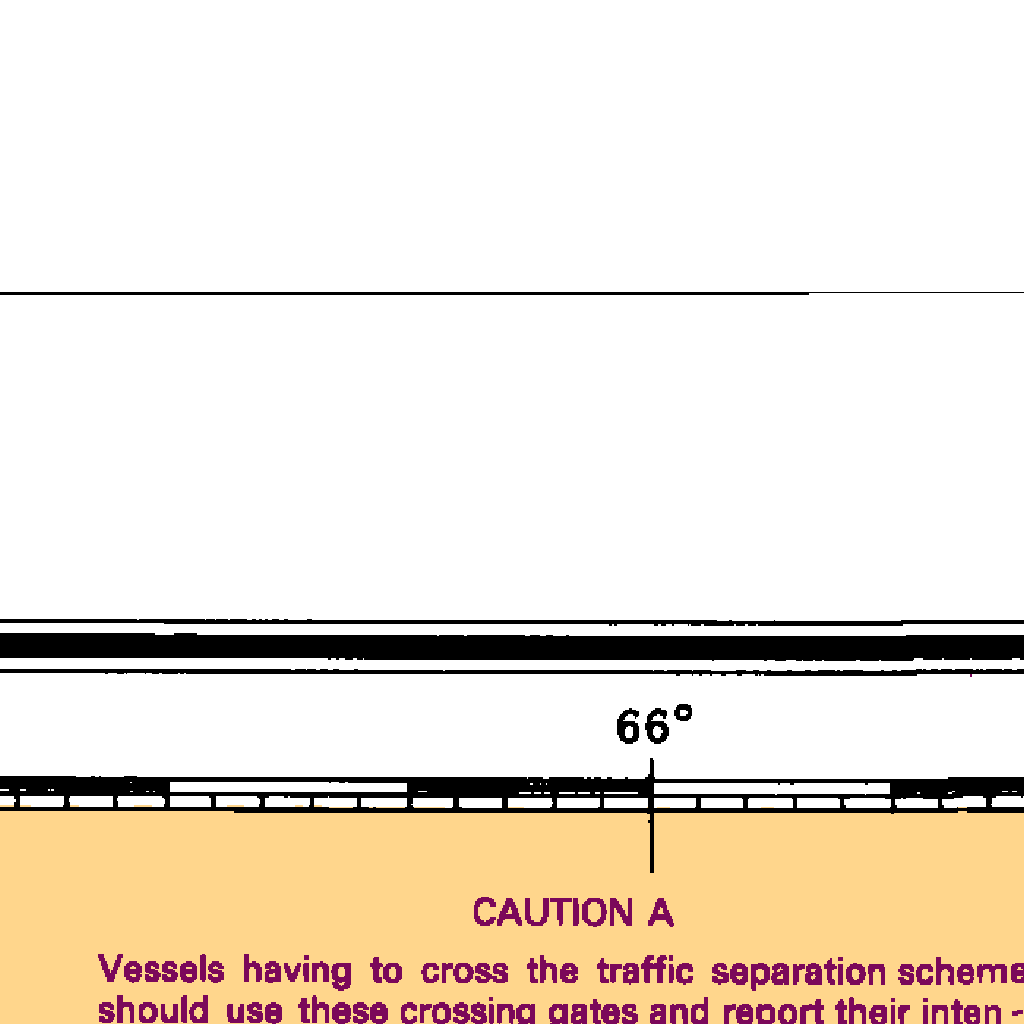 66°
CAUTION A
Vessels having to cross the traffic separation scheme
should use these crossing gates and report their inten-